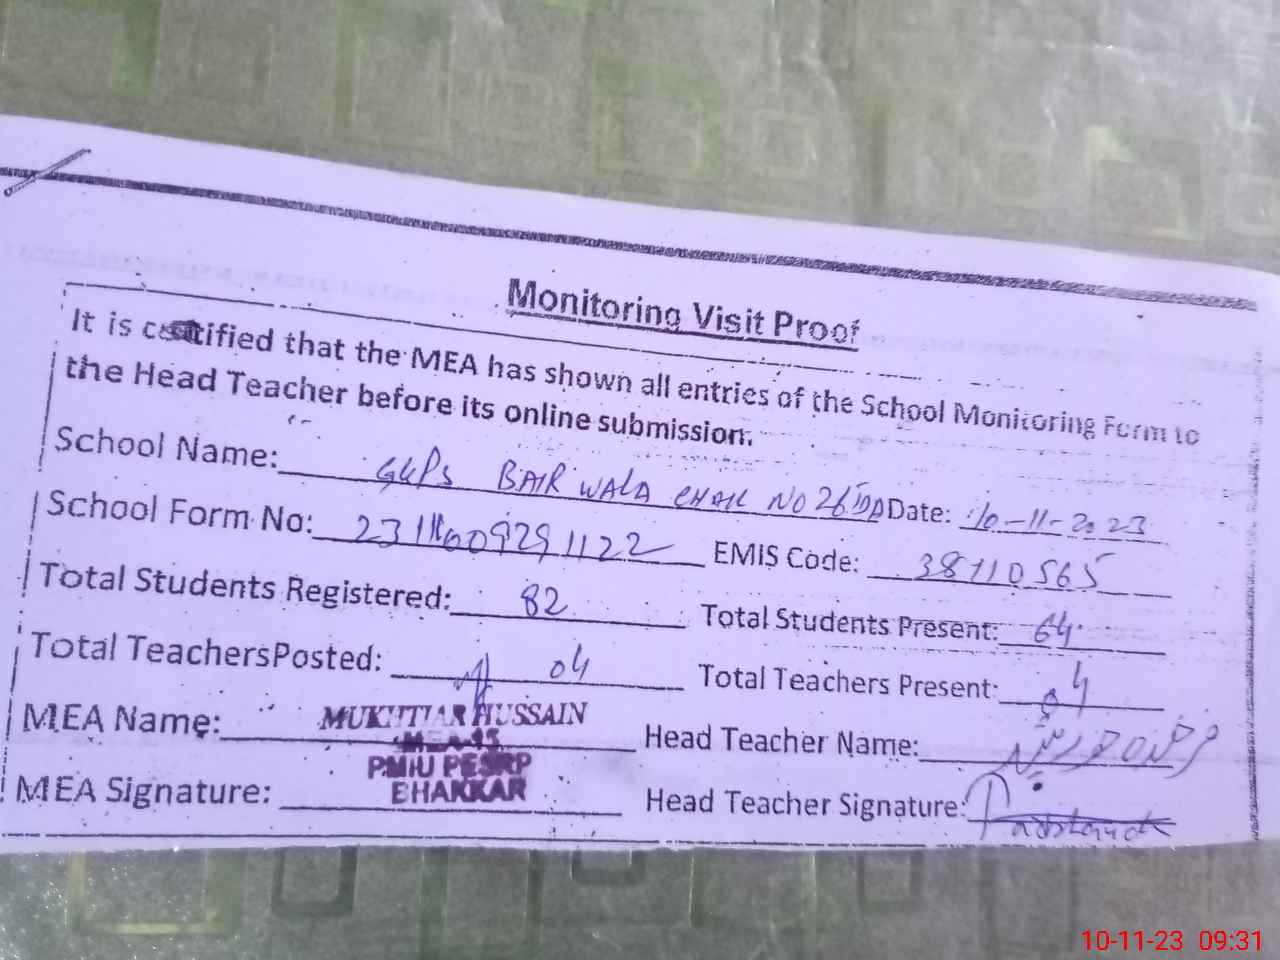 Monitoring Visit Proof
It is certified that the MEA has shown all entries of the School Monitoring Form to
the Head Teacher before its online submission.
School Name: GGPS BAIR WALA CHAK NO 26 Date: 10-11-2023
School Form No: EMIS Code: 38110565
Total Students Registered: 82 Total Students Present: 64
Total Teachers Posted: 04 Total Teachers Present: 04
MEA Name: MUKHTIAR HUSSAIN Head Teacher Name:
MEA-15
PMIU PESRP
MEA Signature: BHAKKAR Head Teacher Signature:
10-11-23 09:31